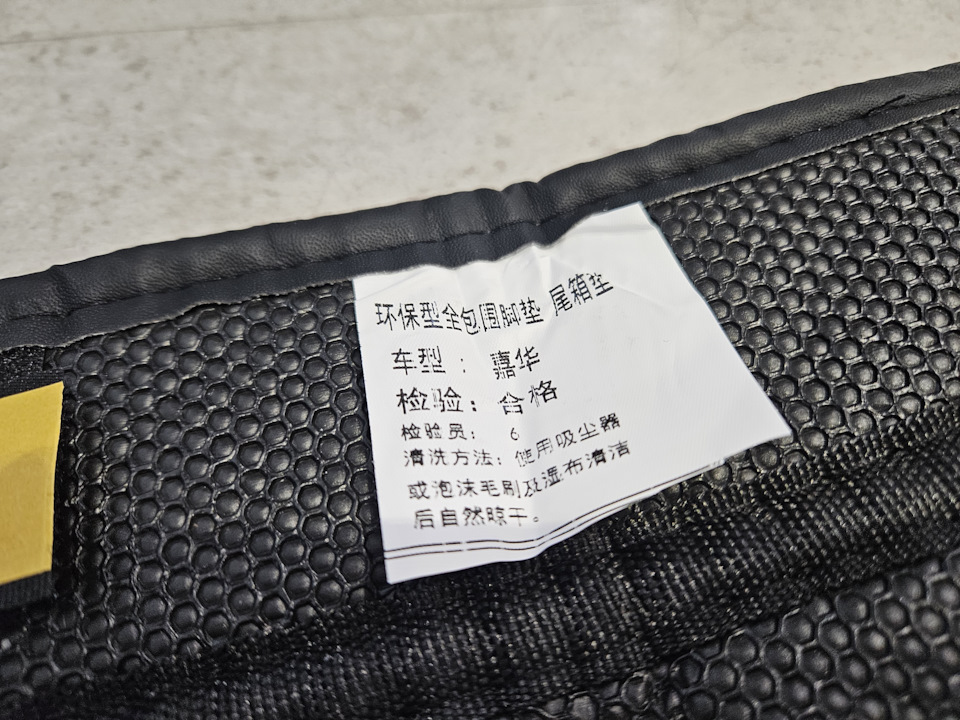 环保型全包围脚垫 尾箱垫
车型：嘉华
检验：合格
检验员：6
清洗方法：使用吸尘器
或泡沫毛刷及湿布清洁
后自然晾干。